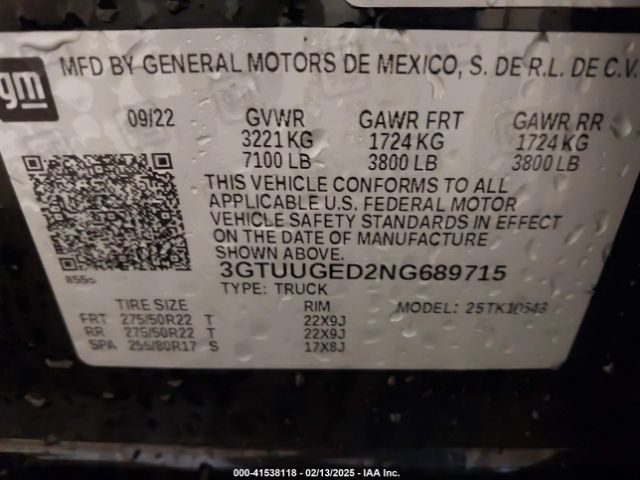 gm MFD BY GENERAL MOTORS DE MEXICO, S. DE R.L. DE C.V.
09/22 GVWR GAWR FRT GAWR RR
3221 KG 1724 KG 1724 KG
7100 LB 3800 LB 3800 LB
THIS VEHICLE CONFORMS TO ALL
APPLICABLE U.S. FEDERAL MOTOR
VEHICLE SAFETY STANDARDS IN EFFECT
ON THE DATE OF MANUFACTURE
SHOWN ABOVE.
3GTUUGED2NG689715
TYPE: TRUCK
TIRE SIZE RIM MODEL:
FRT 275/50R22 T 22X9J
RR 275/50R22 T 22X9J
SPA 255/80R17 S 17X8J
000-41538118 - 02/13/2025 - IAA Inc.